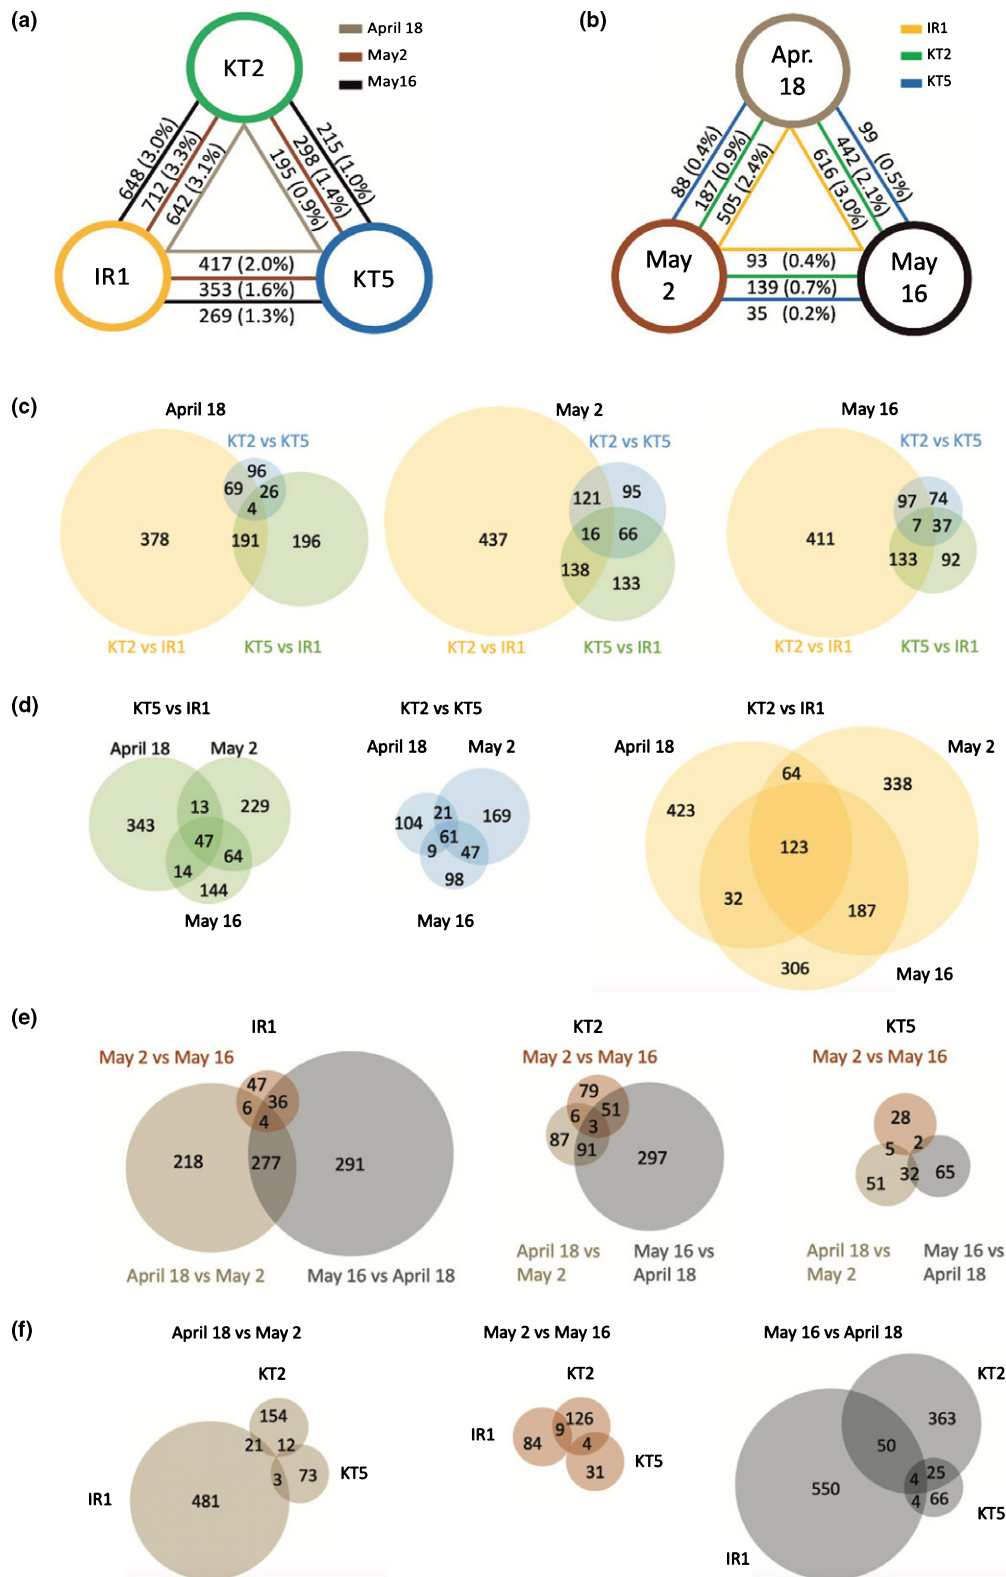 (a)
KT2
April 18
May2
May16
648 (3.0%)
712 (3.3%)
642 (3.1%)
215 (1.0%)
298 (1.4%)
195 (0.9%)
IR1
417 (2.0%)
353 (1.6%)
269 (1.3%)
KT5
(b)
Apr.
18
IR1
KT2
KT5
88 (0.4%)
187 (0.9%)
505 (2.4%)
99 (0.5%)
442 (2.1%)
616 (3.0%)
May
2
93 (0.4%)
139 (0.7%)
35 (0.2%)
May
16
(c)
April 18
KT2 vs KT5
96
69 26
4
378
191
196
KT2 vs IR1
KT5 vs IR1
May 2
KT2 vs KT5
121
95
437
16
66
138
133
KT2 vs IR1
KT5 vs IR1
May 16
KT2 vs KT5
97 74
7 37
411
133
92
KT2 vs IR1
KT5 vs IR1
(d)
KT5 vs IR1
April 18
May 2
13
229
343
47
64
14
144
May 16
KT2 vs KT5
April 18
May 2
104
21
169
61
9
47
98
May 16
KT2 vs IR1
April 18
May 2
64
338
423
123
32
187
306
May 16
(e)
IR1
May 2 vs May 16
47
6 36
4
218
277
291
April 18 vs May 2
May 16 vs April 18
KT2
May 2 vs May 16
79
6 51
3
87
91
297
April 18 vs
May 2
May 16 vs
April 18
KT5
May 2 vs May 16
28
5 2
51
32
65
April 18 vs
May 2
May 16 vs
April 18
(f)
April 18 vs May 2
KT2
154
21 12
3 73
KT5
481
IR1
May 2 vs May 16
KT2
126
IR1
9
84
4
31
KT5
May 16 vs April 18
KT2
363
50
4 25
550
4 66
KT5
IR1